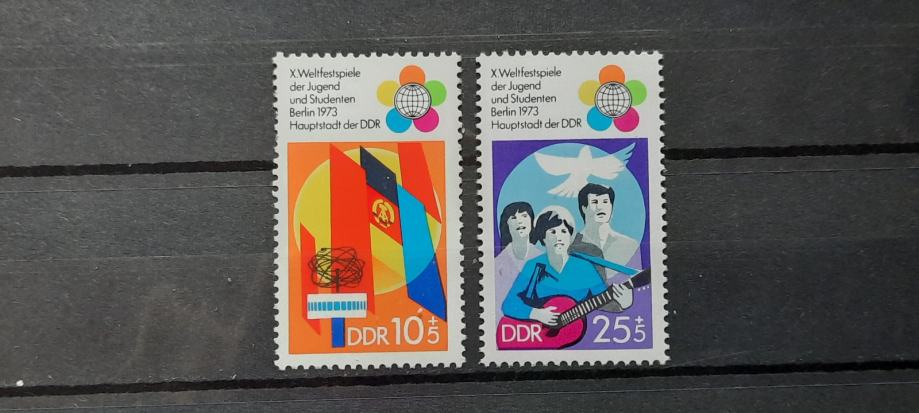 X.Weltfestspiele
der Jugend
und Studenten
Berlin 1973
Hauptstadt der DDR
DDR 10+5
X.Weltfestspiele
der Jugend
und Studenten
Berlin 1973
Hauptstadt der DDR
DDR 25+5